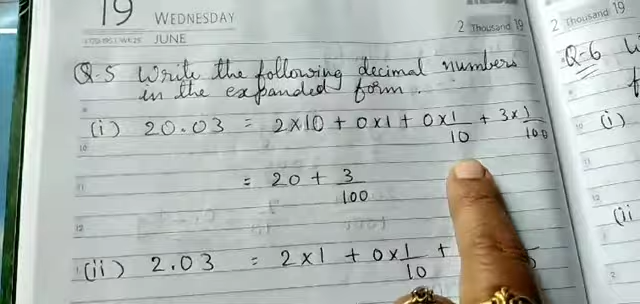 19 WEDNESDAY
JUNE
2 Thousand 19
Q-5 Write the following decimal numbers
in the expanded form.
(i) 20.03 = 2×10 + 0×1 + 0×1/10 + 3×1/100
= 20 + 3/100
(ii) 2.03 = 2×1 + 0×1/10 +
2 Thousand 19
Q-6
(i)
(ii